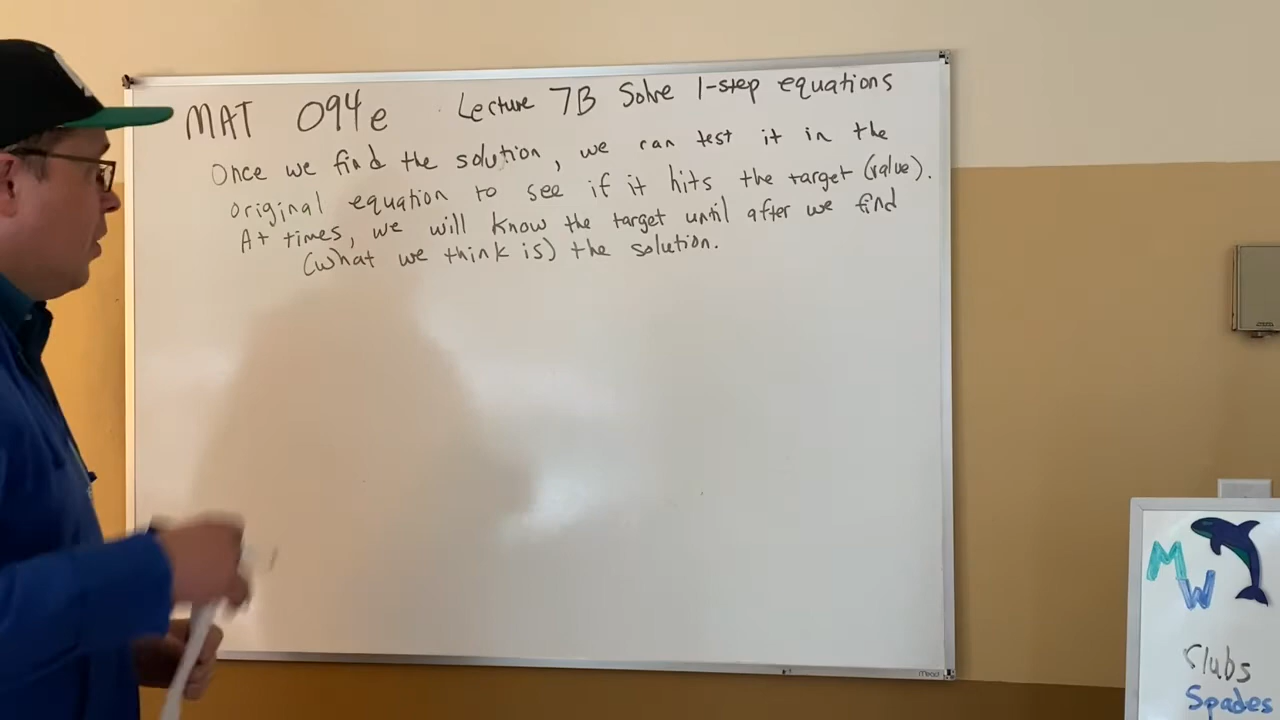 MAT 094e Lecture 7B Solve 1-step equations
Once we find the solution, we can test it in the
original equation to see if it hits the target (value).
At times, we will know the target until after we find
(what we think is) the solution.
Mead
MW
Clubs
Spades